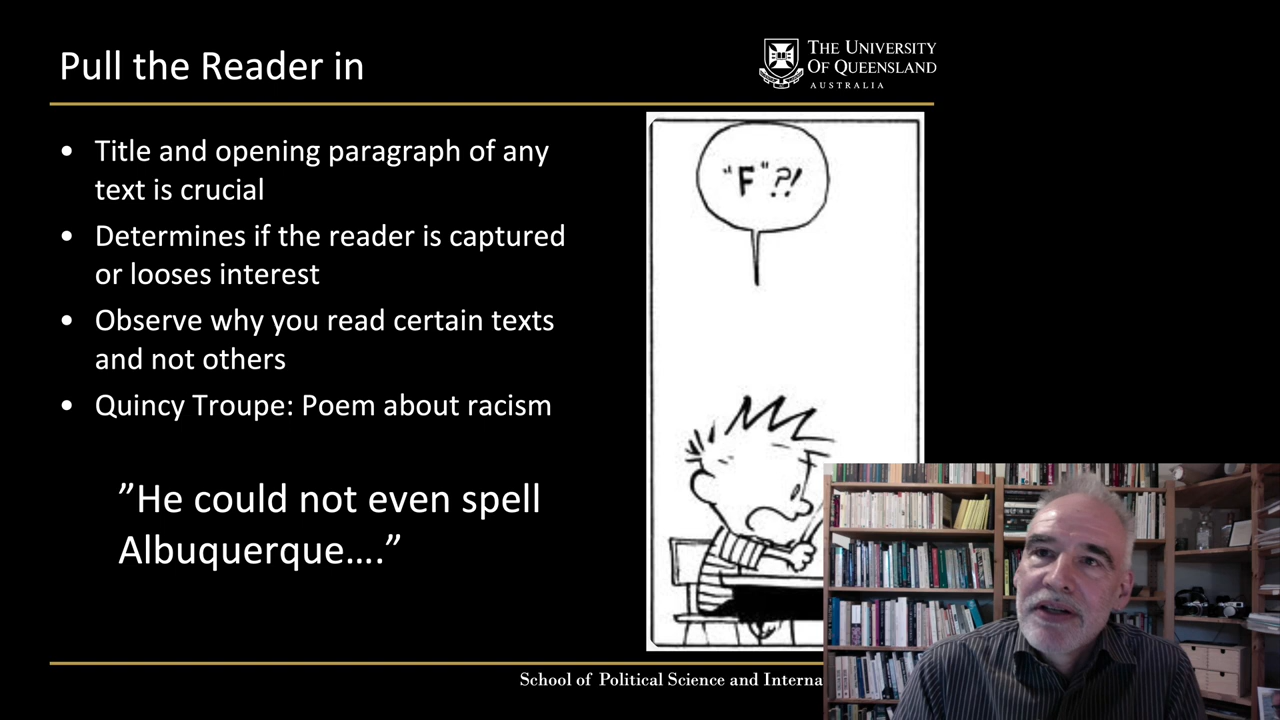 Pull the Reader in
THE UNIVERSITY
OF QUEENSLAND
AUSTRALIA
• Title and opening paragraph of any
text is crucial
• Determines if the reader is captured
or looses interest
• Observe why you read certain texts
and not others
• Quincy Troupe: Poem about racism
”He could not even spell
Albuquerque….”
"F"?!
School of Political Science and Interna